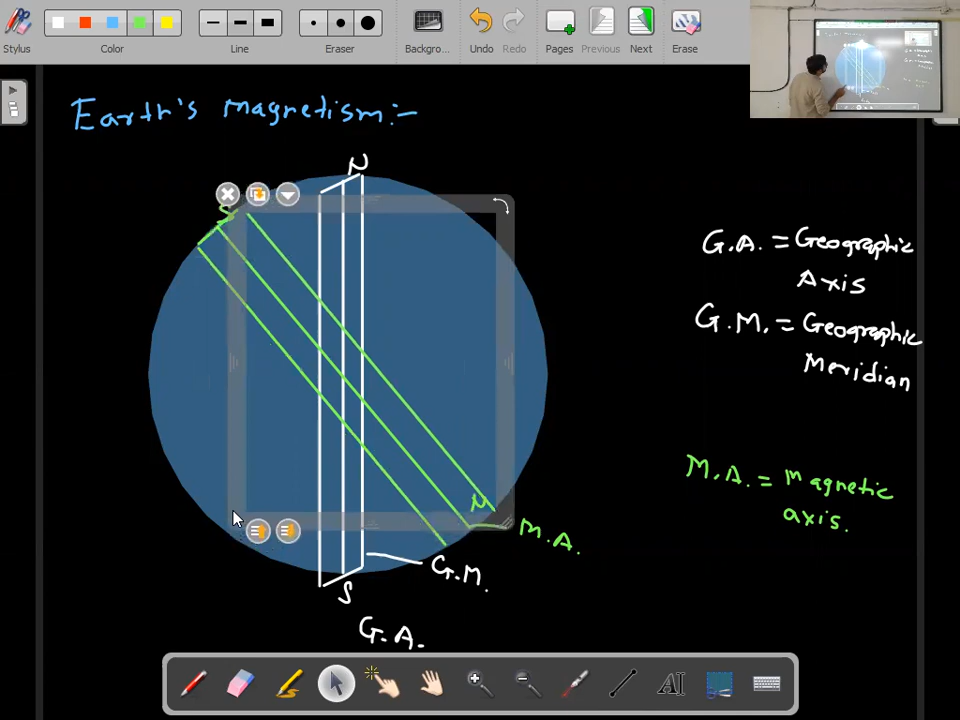 Stylus
Color
Line
Eraser
Backgro...
Undo
Redo
Pages
Previous
Next
Erase
Earth's magnetism:-
N
S
G.A. = Geographic
Axis
G.M. = Geographic
Meridian
M.A. = magnetic
axis.
N
M.A.
G.M.
S
G.A.
AI